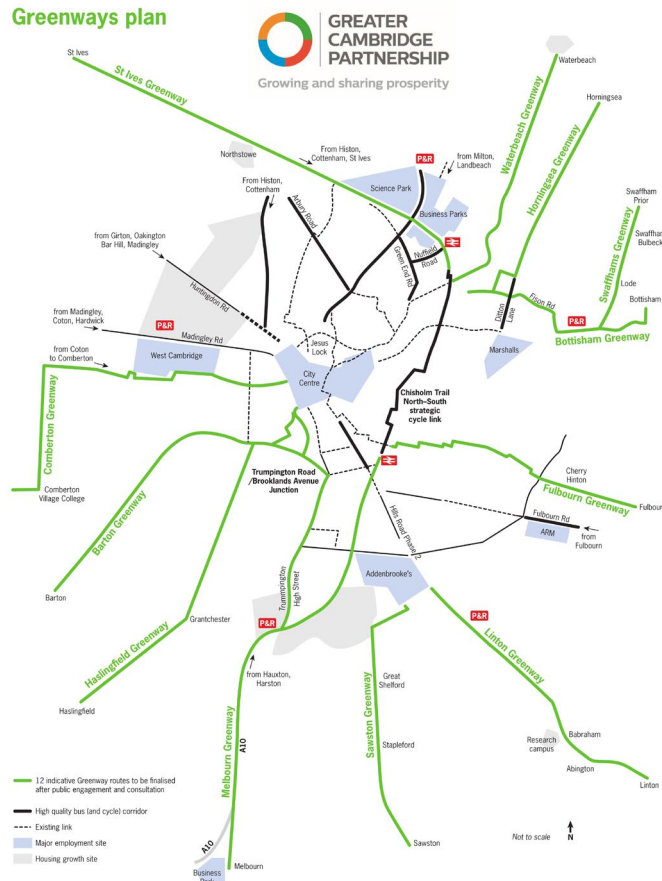 Greenways plan
GREATER
CAMBRIDGE
PARTNERSHIP
Growing and sharing prosperity
St Ives
St Ives Greenway
Waterbeach
Waterbeach Greenway
Horningsea
Horningsea Greenway
Northstowe
From Histon,
Cottenham, St Ives
P&R
from Milton,
Landbeach
Science Park
Business Parks
From Histon,
Cottenham
Arbury Road
Green End Rd
Nuffield
Road
Swaffham
Prior
Swaffham
Bulbeck
Swaffhams Greenway
Lode
Bottisham
from Girton, Oakington
Bar Hill, Madingley
Huntingdon Rd
Fison Rd
P&R
Bottisham Greenway
Ditton
Lane
Marshalls
from Madingley,
Coton, Hardwick
P&R
Madingley Rd
West Cambridge
Jesus
Lock
City
Centre
from Coton
to Comberton
Comberton Greenway
Comberton
Village College
Chisholm Trail
North–South
strategic
cycle link
Trumpington Road
/Brooklands Avenue
Junction
Cherry
Hinton
Fulbourn Greenway
Fulbourn Rd
ARM
from
Fulbourn
Hills Road Phase 2
Barton Greenway
Barton
Addenbrooke's
Trumpington
High Street
P&R
Grantchester
Haslingfield Greenway
Haslingfield
from Hauxton,
Harston
P&R
Linton Greenway
Great
Shelford
Sawston Greenway
Stapleford
Sawston
Melbourn Greenway
A10
Research
campus
Babraham
Abington
Linton
12 indicative Greenway routes to be finalised
after public engagement and consultation
High quality bus (and cycle) corridor
Existing link
Major employment site
Housing growth site
A10
Melbourn
Business
Not to scale
N